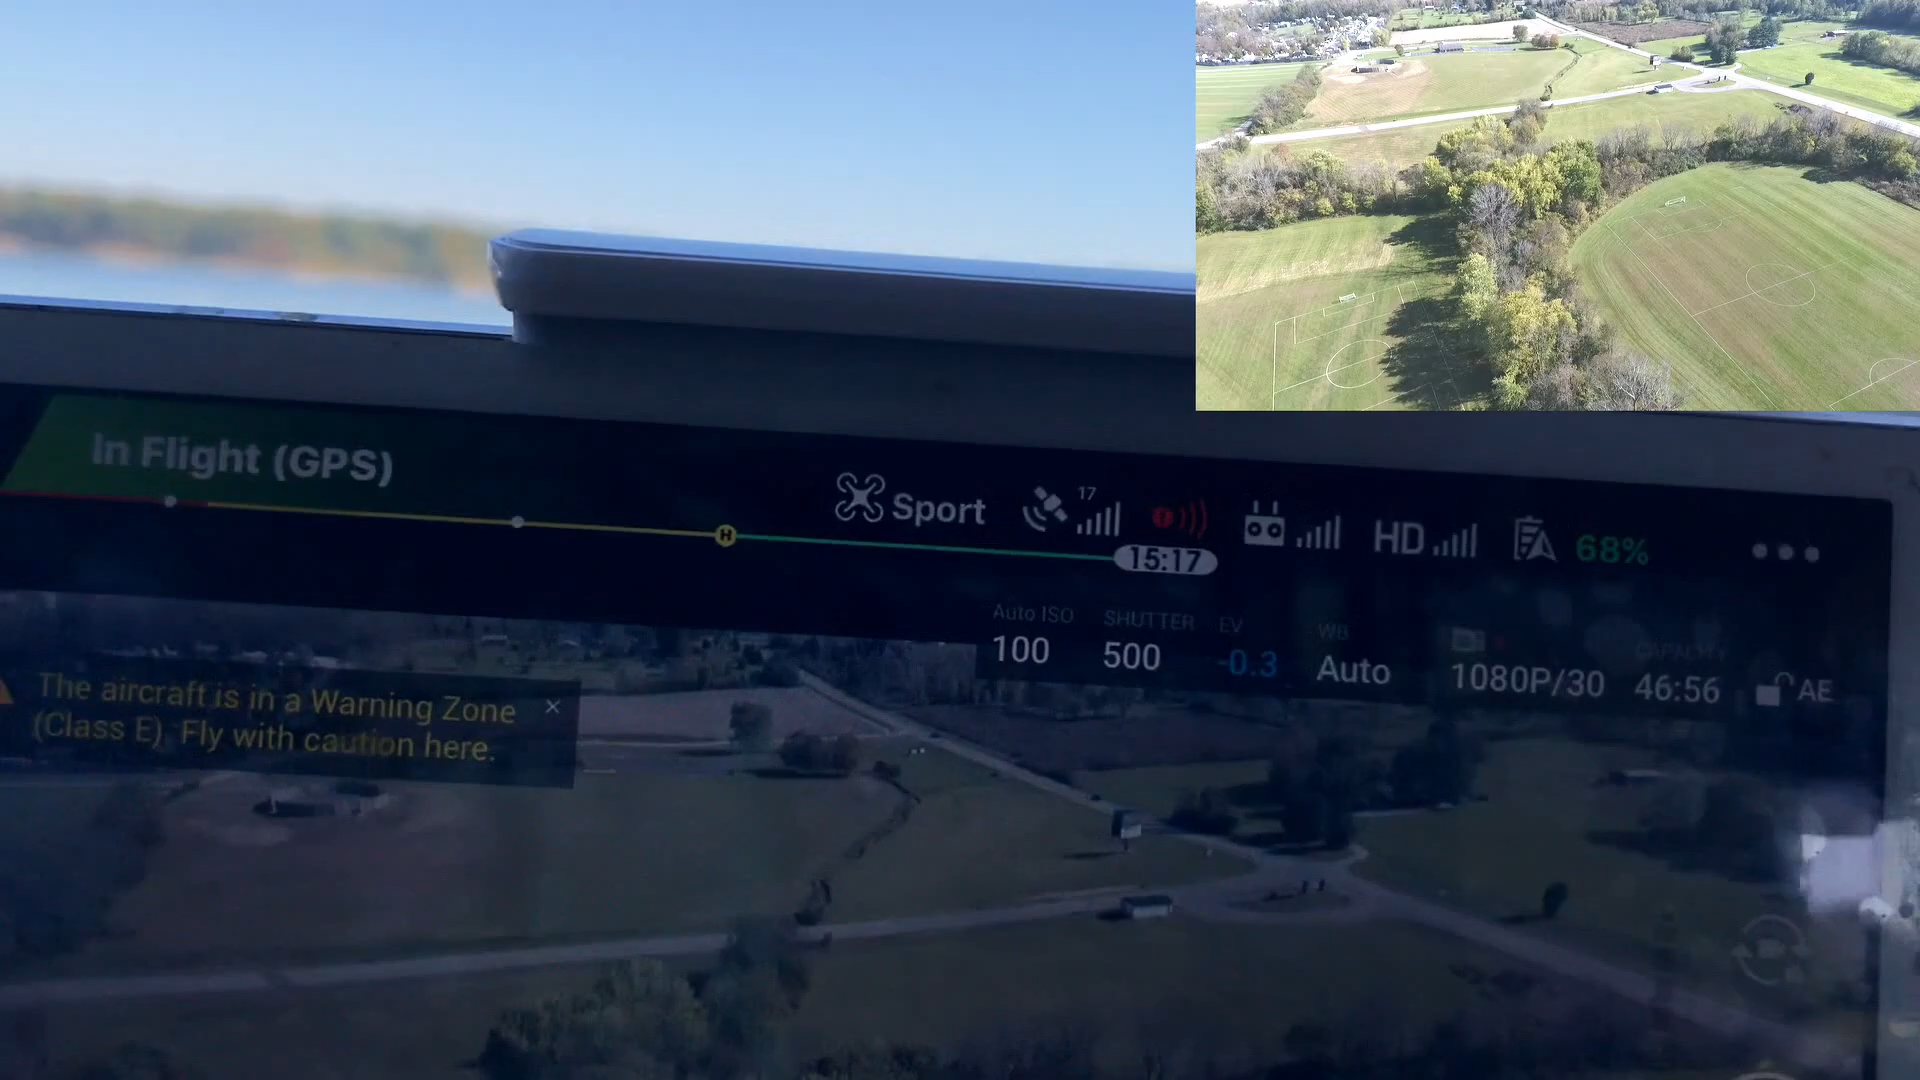 In Flight (GPS)
Sport
17
HD
68%
H
15:17
Auto ISO
SHUTTER
EV
WB
CAPACITY
100
500
-0.3
Auto
1080P/30
46:56
AE
The aircraft is in a Warning Zone
(Class E) Fly with caution here.